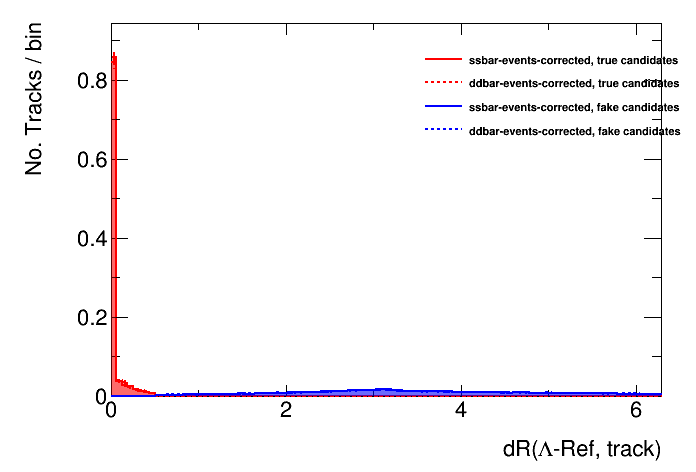 No. Tracks / bin
ssbar-events-corrected, true candidates
ddbar-events-corrected, true candidates
ssbar-events-corrected, fake candidates
ddbar-events-corrected, fake candidates
0.8
0.6
0.4
0.2
0
0 2 4 6
dR(Λ-Ref, track)